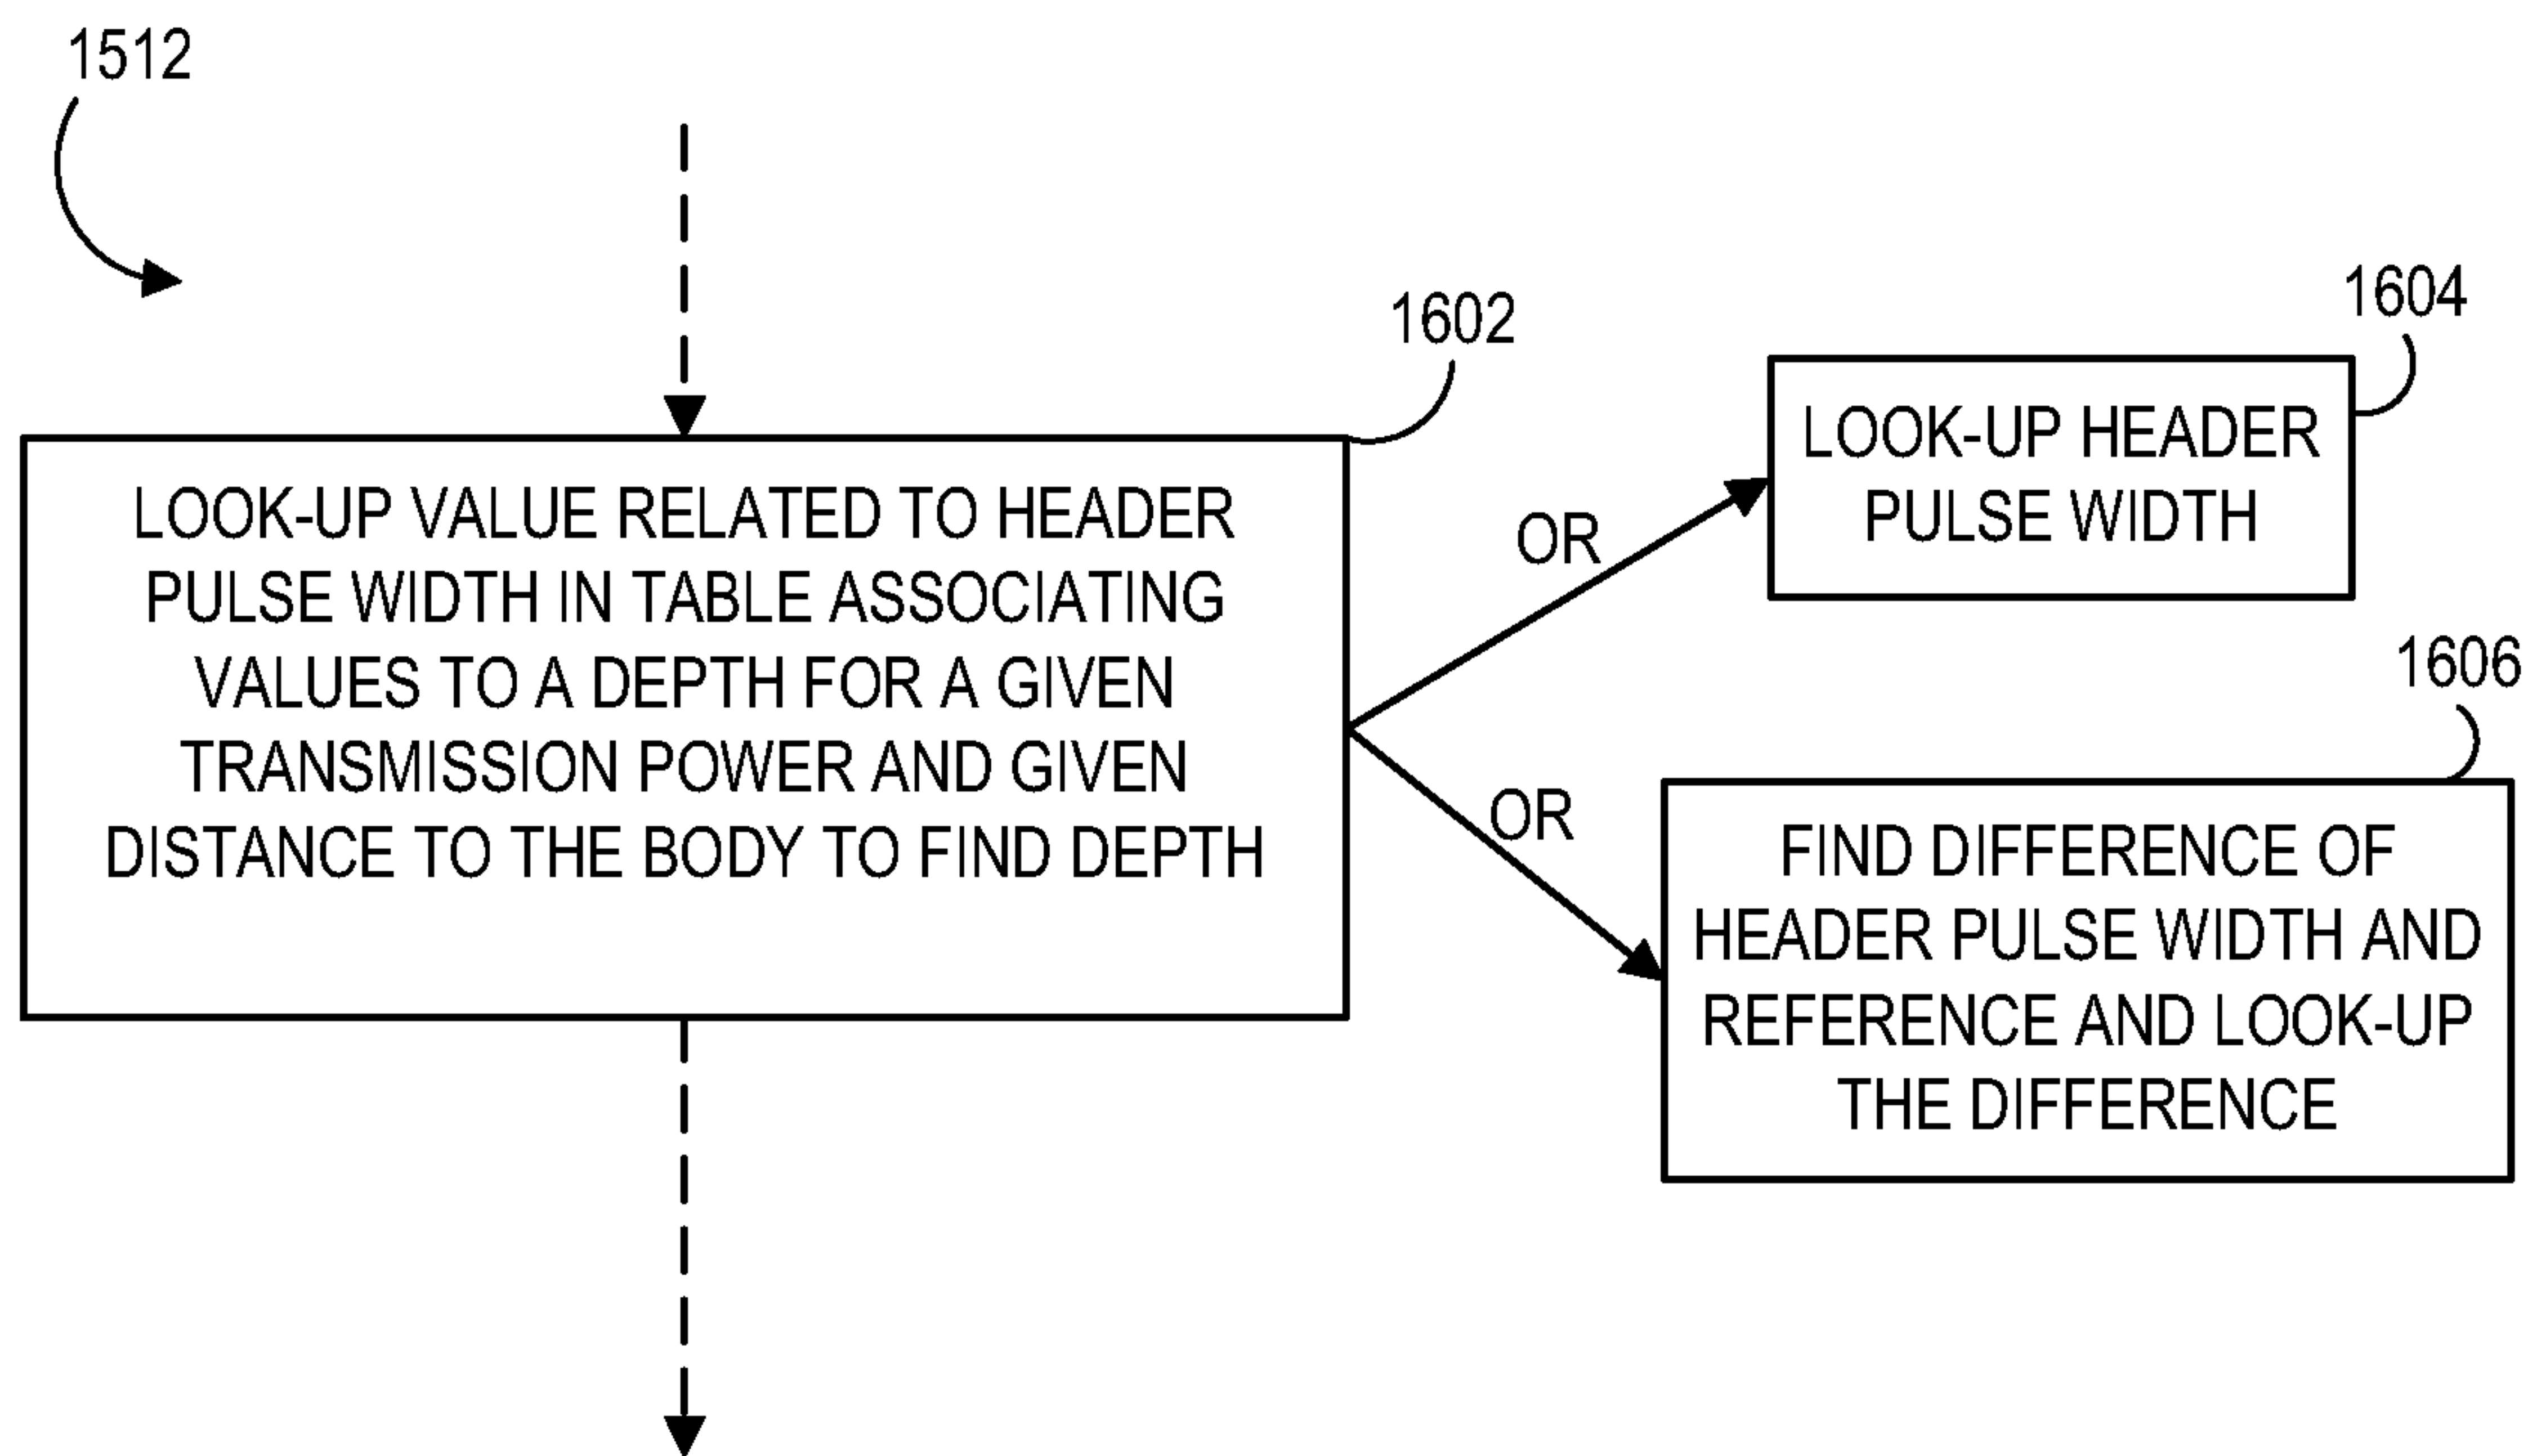 1512
1602
LOOK-UP VALUE RELATED TO HEADER
PULSE WIDTH IN TABLE ASSOCIATING
VALUES TO A DEPTH FOR A GIVEN
TRANSMISSION POWER AND GIVEN
DISTANCE TO THE BODY TO FIND DEPTH
OR
1604
LOOK-UP HEADER
PULSE WIDTH
OR
1606
FIND DIFFERENCE OF
HEADER PULSE WIDTH AND
REFERENCE AND LOOK-UP
THE DIFFERENCE